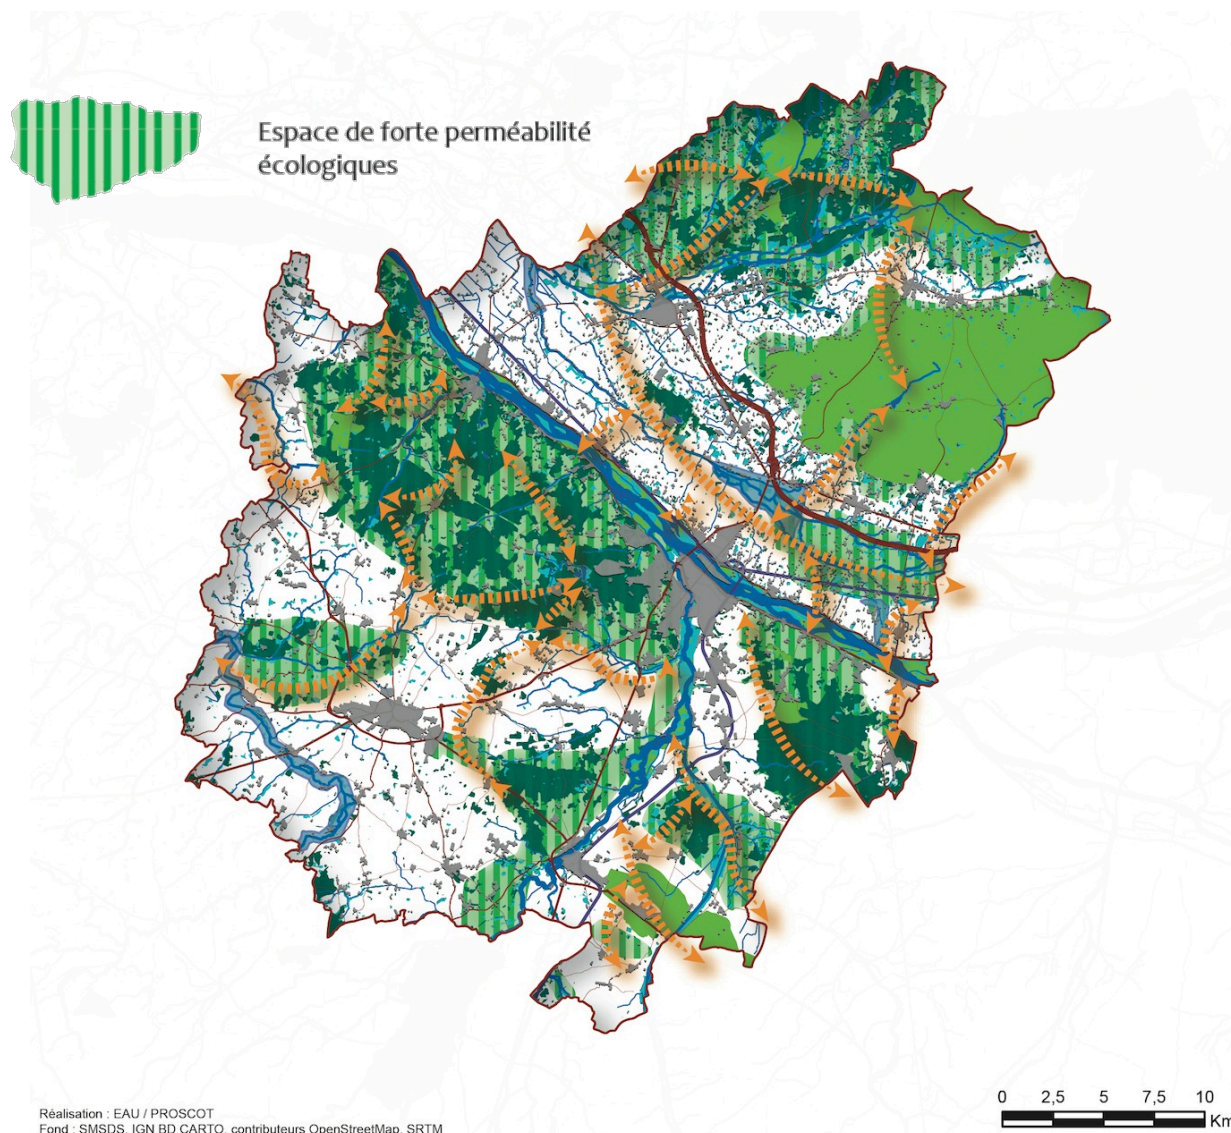 Espace de forte perméabilité
écologiques
0 2,5 5 7,5 10
Km
Réalisation : EAU / PROSCOT
Fond : SMSDS, IGN BD CARTO, contributeurs OpenStreetMap, SRTM